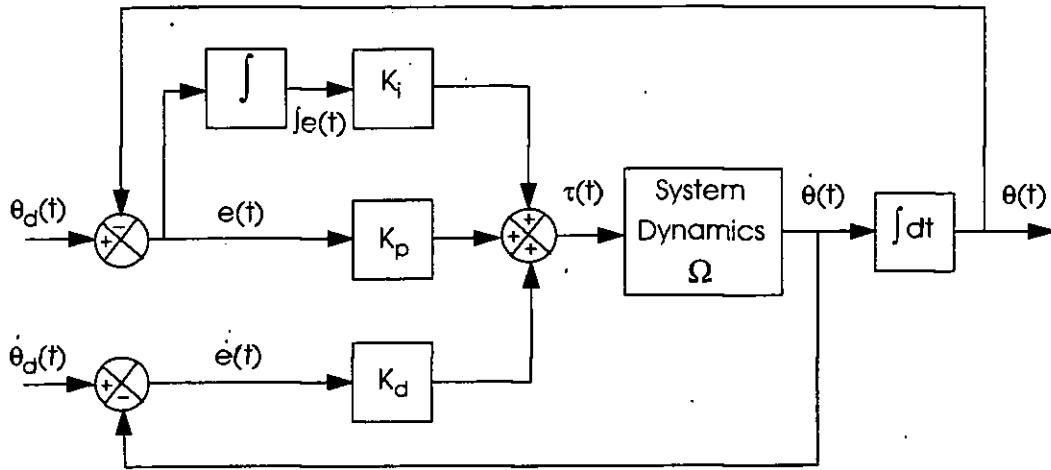 ∫
K_i
∫e(t)
θ_d(t)
+
−
e(t)
K_p
+
+
+
τ(t)
System
Dynamics
Ω
θ̇(t)
∫dt
θ(t)
θ̇_d(t)
+
−
ė(t)
K_d